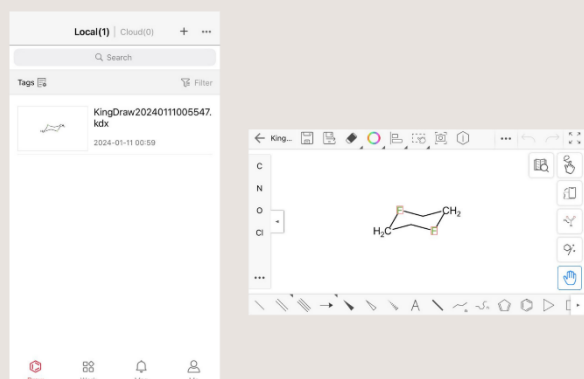 Local(1) | Cloud(0) + ...
Search
Tags
Filter
KingDraw20240111005547.
kdx
2024-01-11 00:59
King...
C
N
O
Cl
CH₂
H₂C
A